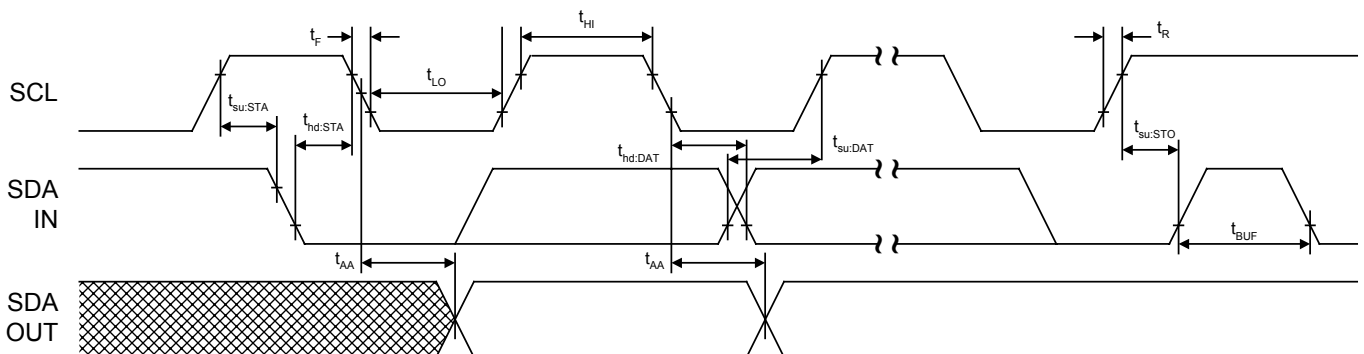 t_HI
t_F
t_R
t_LO
SCL
t_su:STA
t_hd:STA
t_su:STO
t_hd:DAT
t_su:DAT
SDA
IN
t_BUF
t_AA
t_AA
SDA
OUT